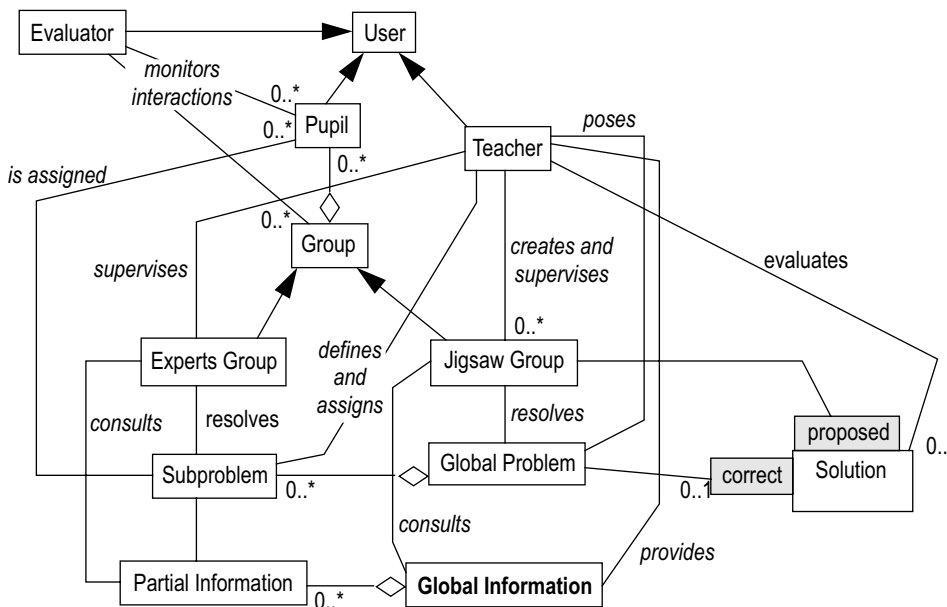 Evaluator
User
monitors
interactions
0..*
0..*
Pupil
Teacher
poses
is assigned
0..*
0..*
Group
supervises
creates and
supervises
evaluates
0..*
Experts Group
defines
and
assigns
Jigsaw Group
consults
resolves
resolves
proposed
0..
Subproblem
0..*
Global Problem
0..1
correct
Solution
consults
provides
Partial Information
0..*
Global Information